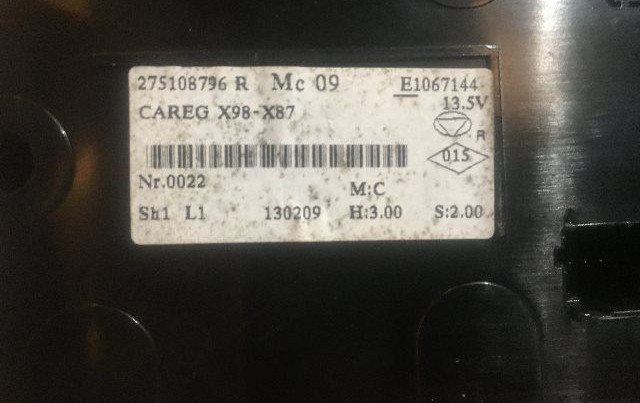 275108796 R Mc 09 E1067144
13.5V
CAREG X98-X87
R
015
Nr.0022
M:C
Sh1 L1 130209 H:3.00 S:2.00